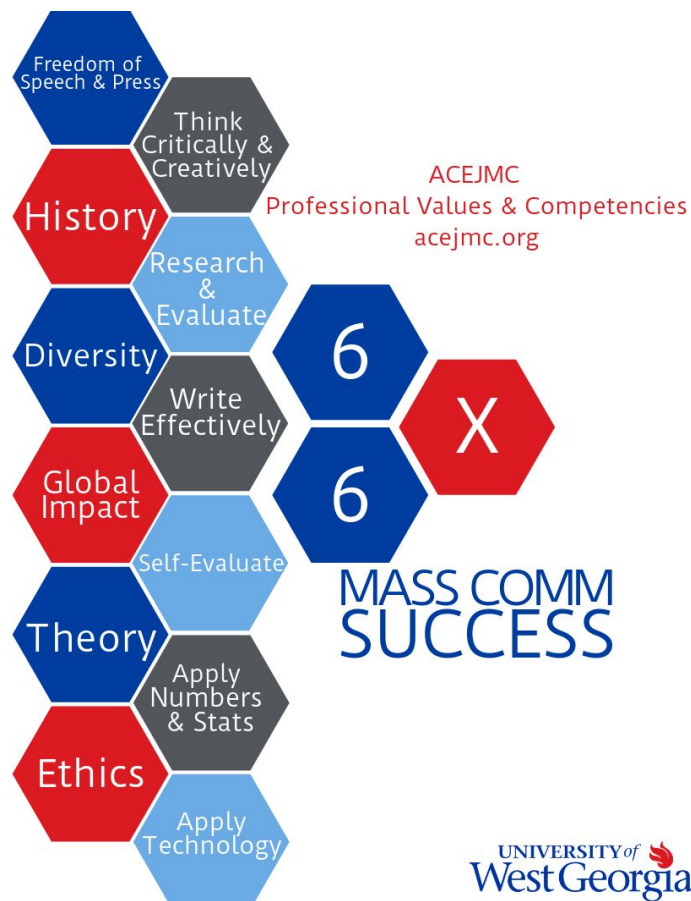 Freedom of
Speech & Press
Think
Critically &
Creatively
ACEJMC
Professional Values & Competencies
acejmc.org
History
Research
&
Evaluate
Diversity
6
X
Write
Effectively
Global
Impact
6
Self-Evaluate
MASS COMM
SUCCESS
Theory
Apply
Numbers
& Stats
Ethics
Apply
Technology
UNIVERSITY of
West Georgia